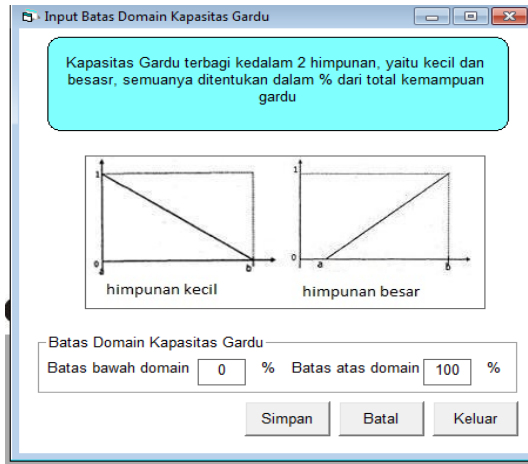 Input Batas Domain Kapasitas Gardu
Kapasitas Gardu terbagi kedalam 2 himpunan, yaitu kecil dan
besasr, semuanya ditentukan dalam % dari total kemampuan
gardu
1 1
0 0
a b a b
himpunan kecil himpunan besar
Batas Domain Kapasitas Gardu
Batas bawah domain 0 % Batas atas domain 100 %
Simpan Batal Keluar